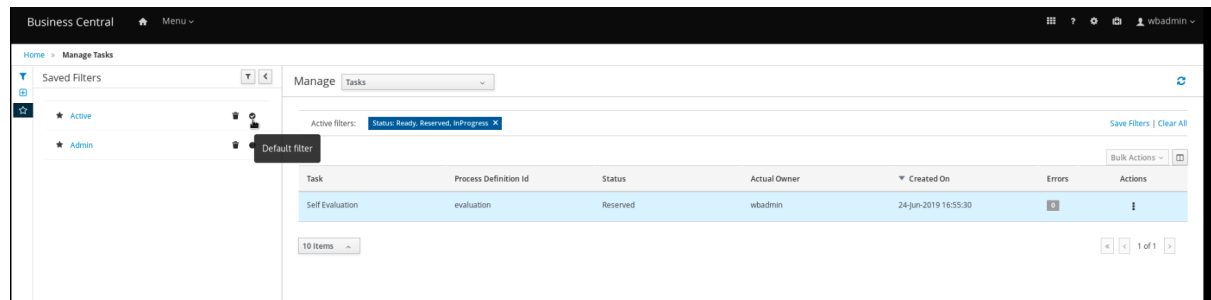 Business Central Menu ? wbadmin
Home » Manage Tasks
Saved Filters
Active
Admin
Default filter
Manage Tasks
Active filters: Status: Ready, Reserved, InProgress X
Save Filters | Clear All
Bulk Actions
Task Process Definition Id Status Actual Owner Created On Errors Actions
Self Evaluation evaluation Reserved wbadmin 24-Jun-2019 16:55:30 0
10 Items « ‹ 1 of 1 ›